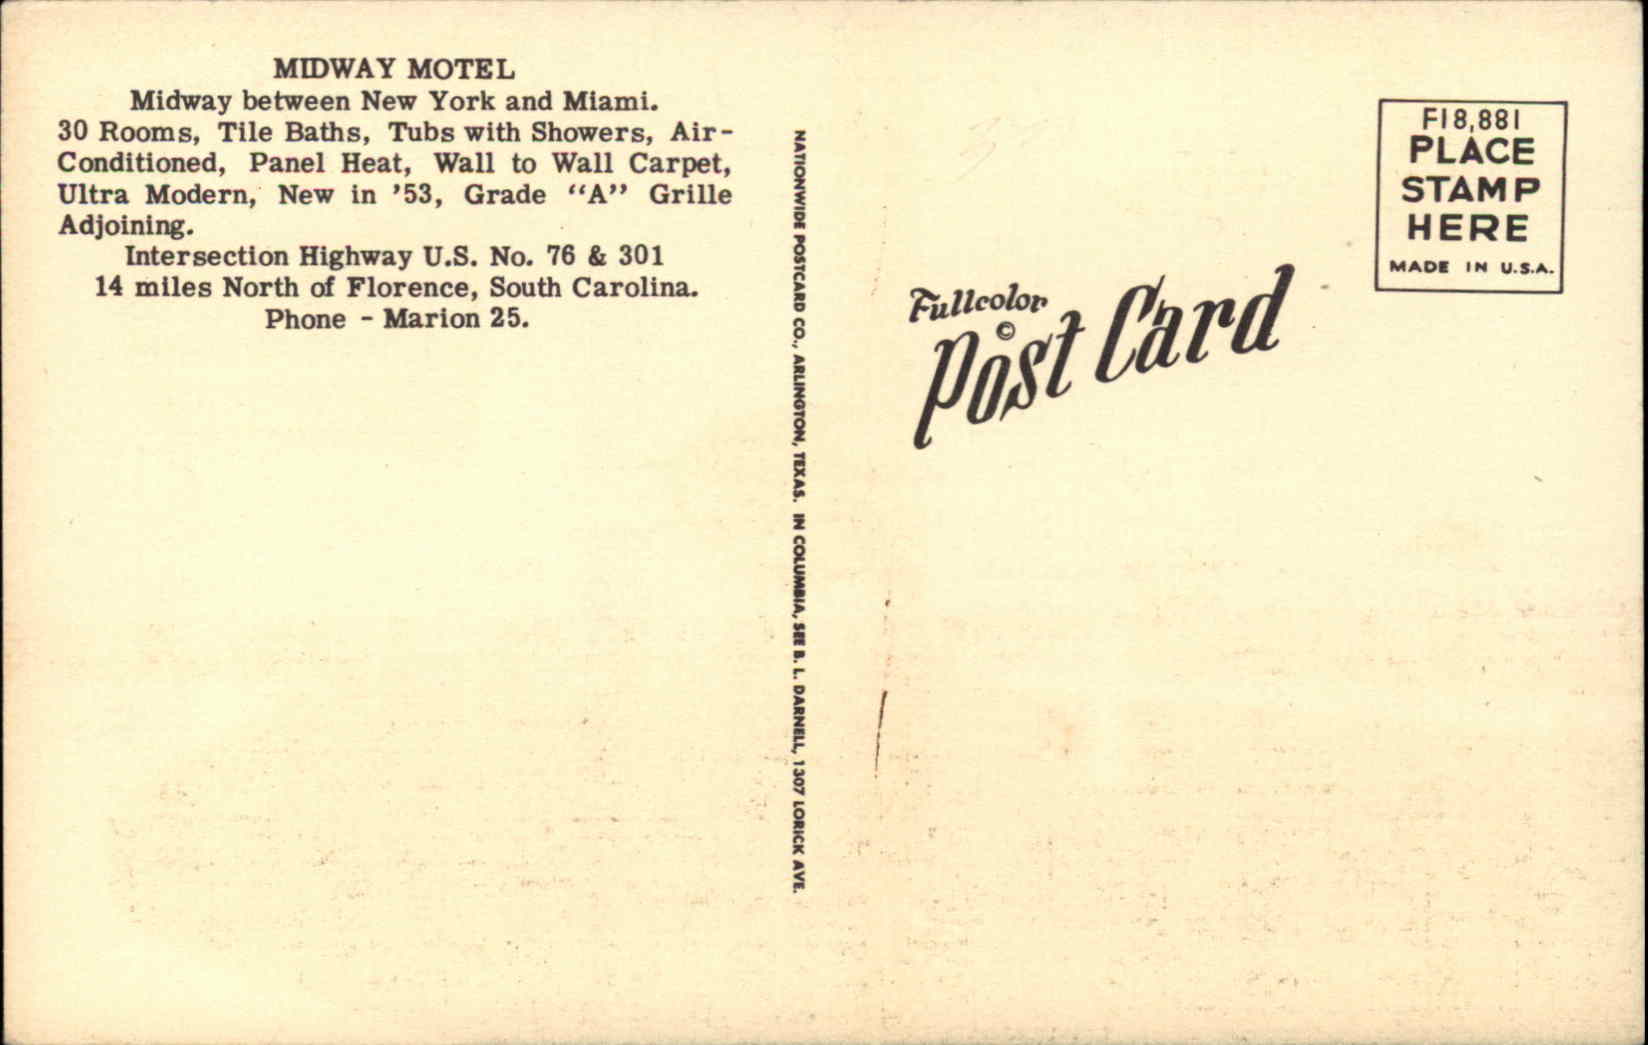 MIDWAY MOTEL
Midway between New York and Miami.
30 Rooms, Tile Baths, Tubs with Showers, Air-
Conditioned, Panel Heat, Wall to Wall Carpet,
Ultra Modern, New in ’53, Grade “A” Grille
Adjoining.
Intersection Highway U.S. No. 76 & 301
14 miles North of Florence, South Carolina.
Phone - Marion 25.
NATIONWIDE POSTCARD CO., ARLINGTON, TEXAS. IN COLUMBIA, SEE B. L. DARNELL, 1307 LORICK AVE.
Fullcolor
Post Card
©
F18,881
PLACE
STAMP
HERE
MADE IN U.S.A.